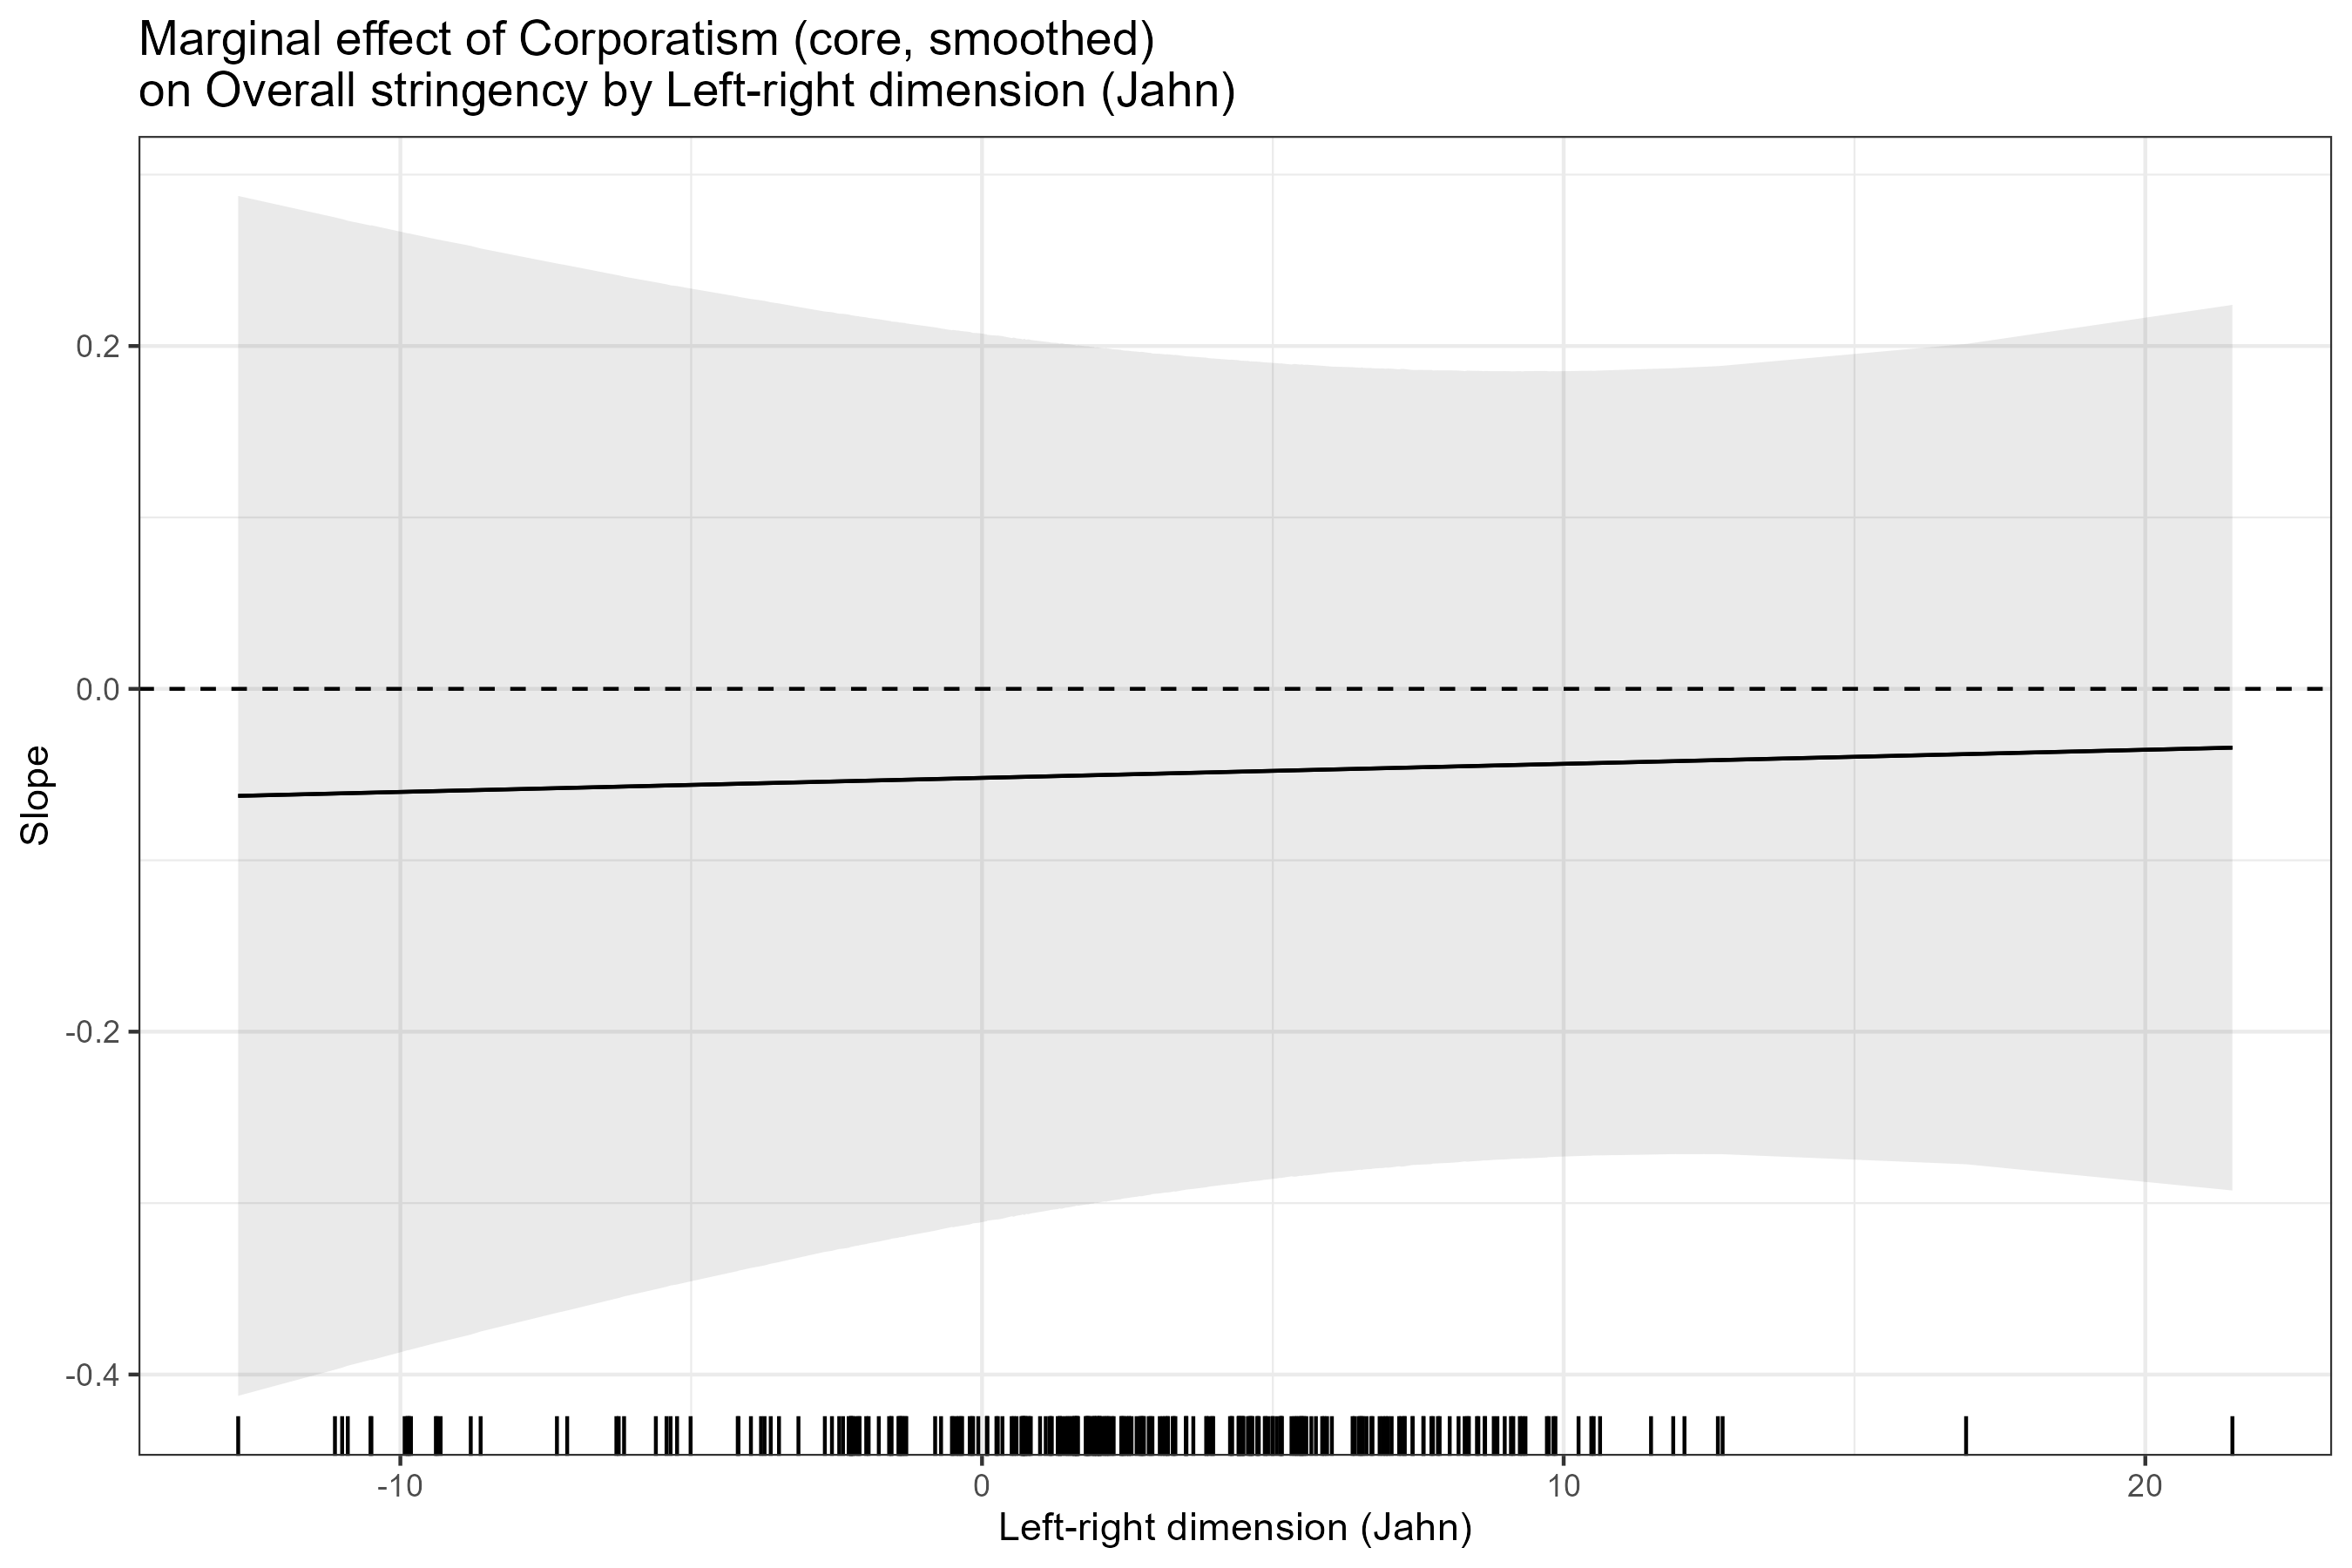 Marginal effect of Corporatism (core, smoothed)
on Overall stringency by Left-right dimension (Jahn)
0.2
0.0
-0.2
-0.4
Slope
-10
0
10
20
Left-right dimension (Jahn)